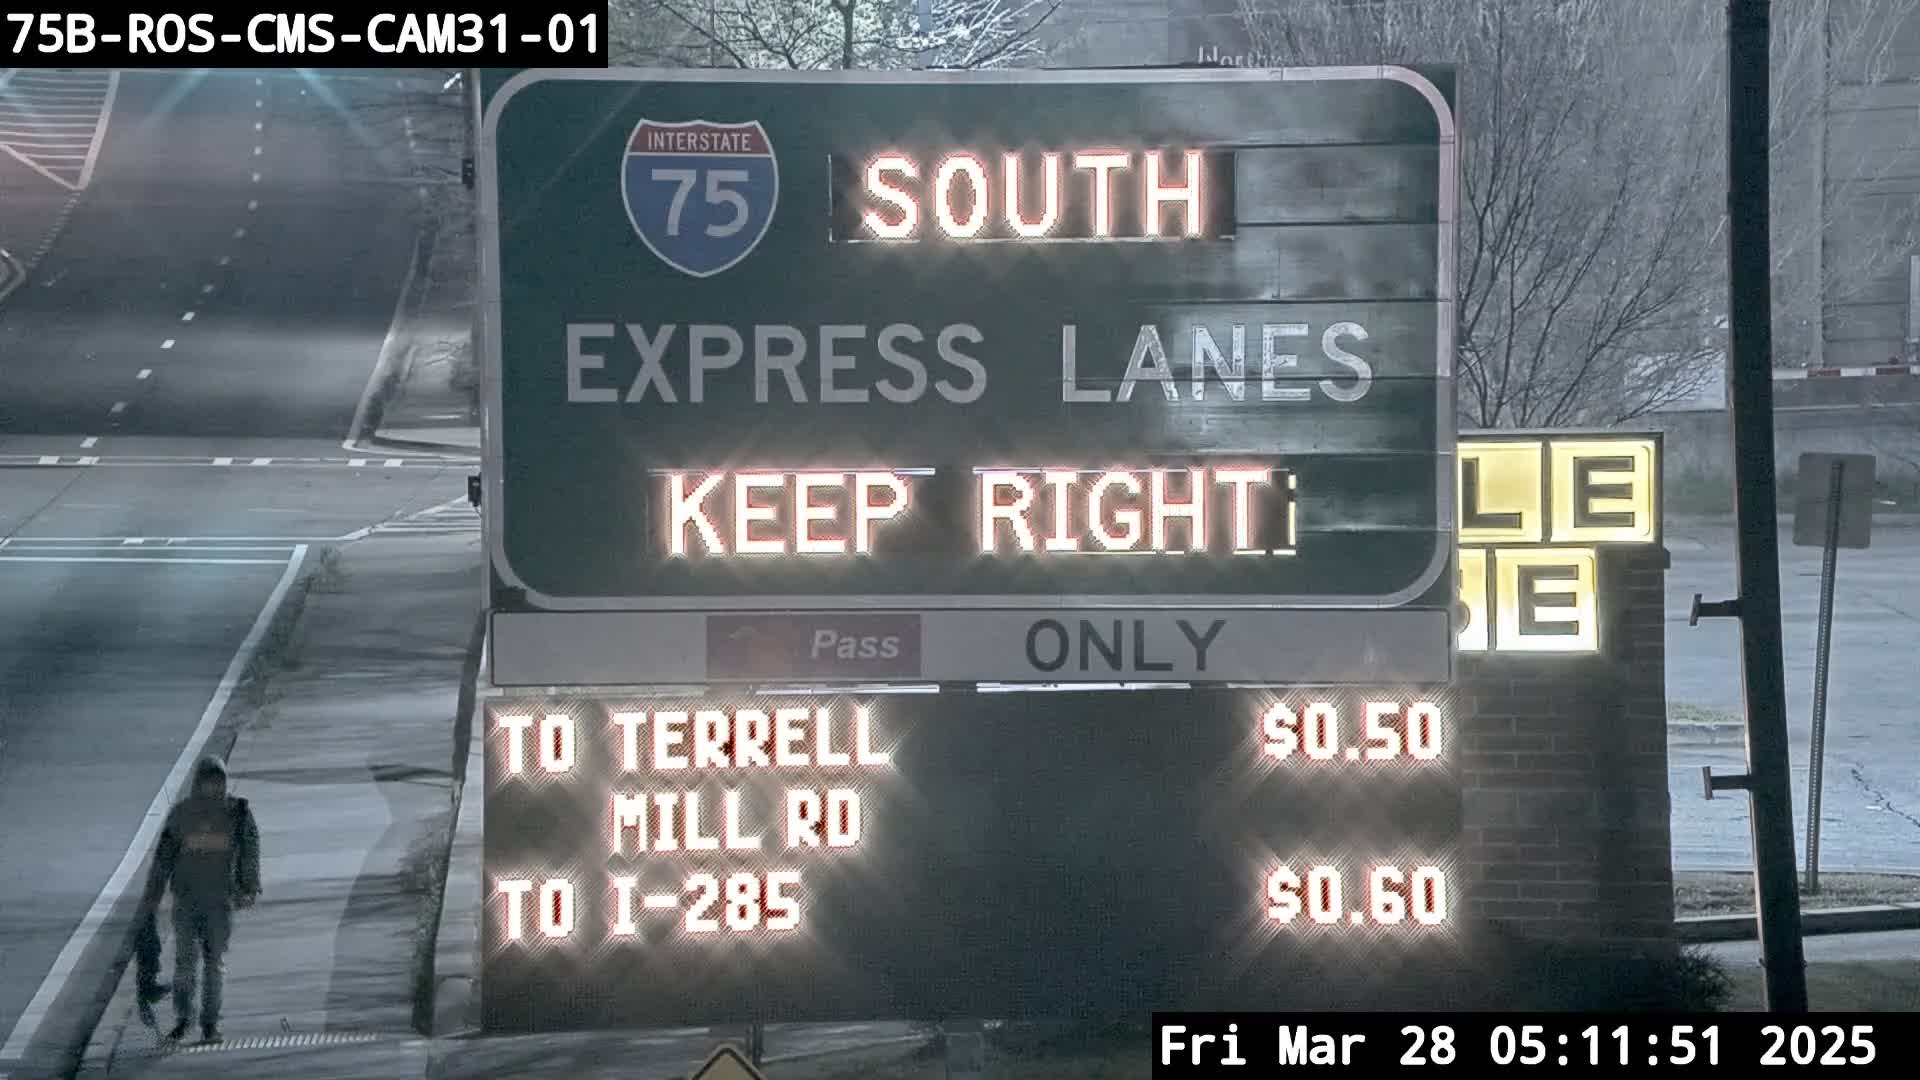 75B-ROS-CMS-CAM31-01
INTERSTATE
75
SOUTH
EXPRESS LANES
KEEP RIGHT
Pass ONLY
TO TERRELL $0.50
MILL RD
TO I-285 $0.60
LE
E
Fri Mar 28 05:11:51 2025